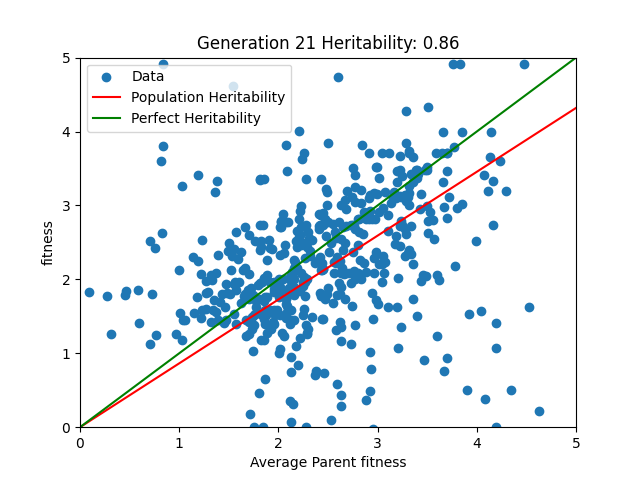 Generation 21 Heritability: 0.86
Data
Population Heritability
Perfect Heritability
fitness
5
4
3
2
1
0
0 1 2 3 4 5
Average Parent fitness